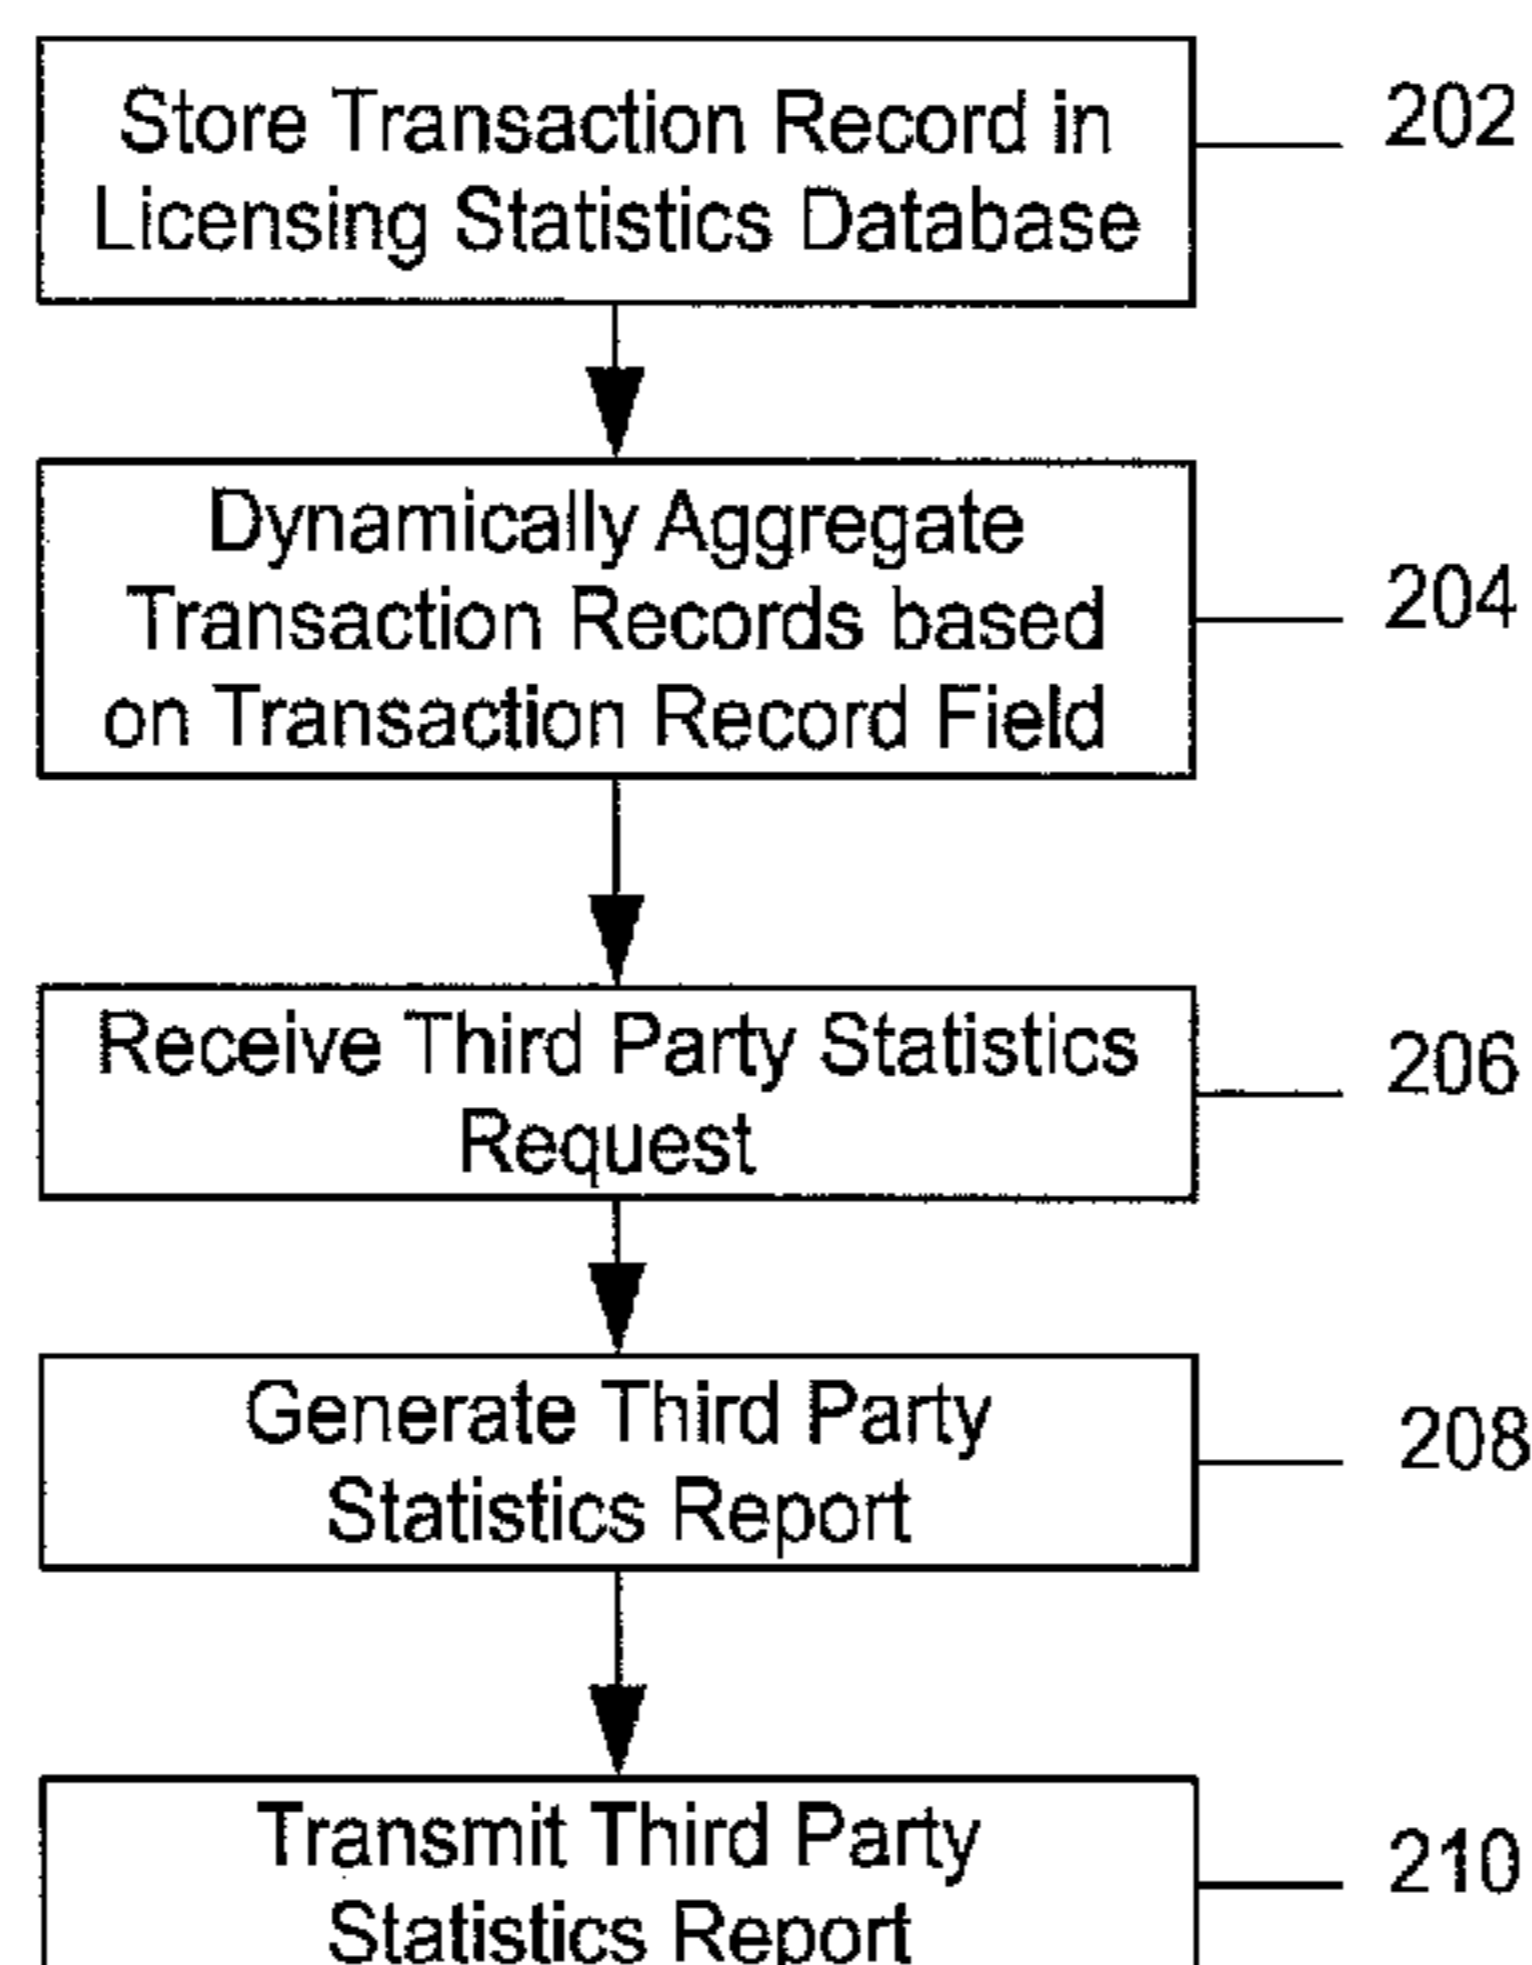 Store Transaction Record in
Licensing Statistics Database
202
Dynamically Aggregate
Transaction Records based
on Transaction Record Field
204
Receive Third Party Statistics
Request
206
Generate Third Party
Statistics Report
208
Transmit Third Party
Statistics Report
210